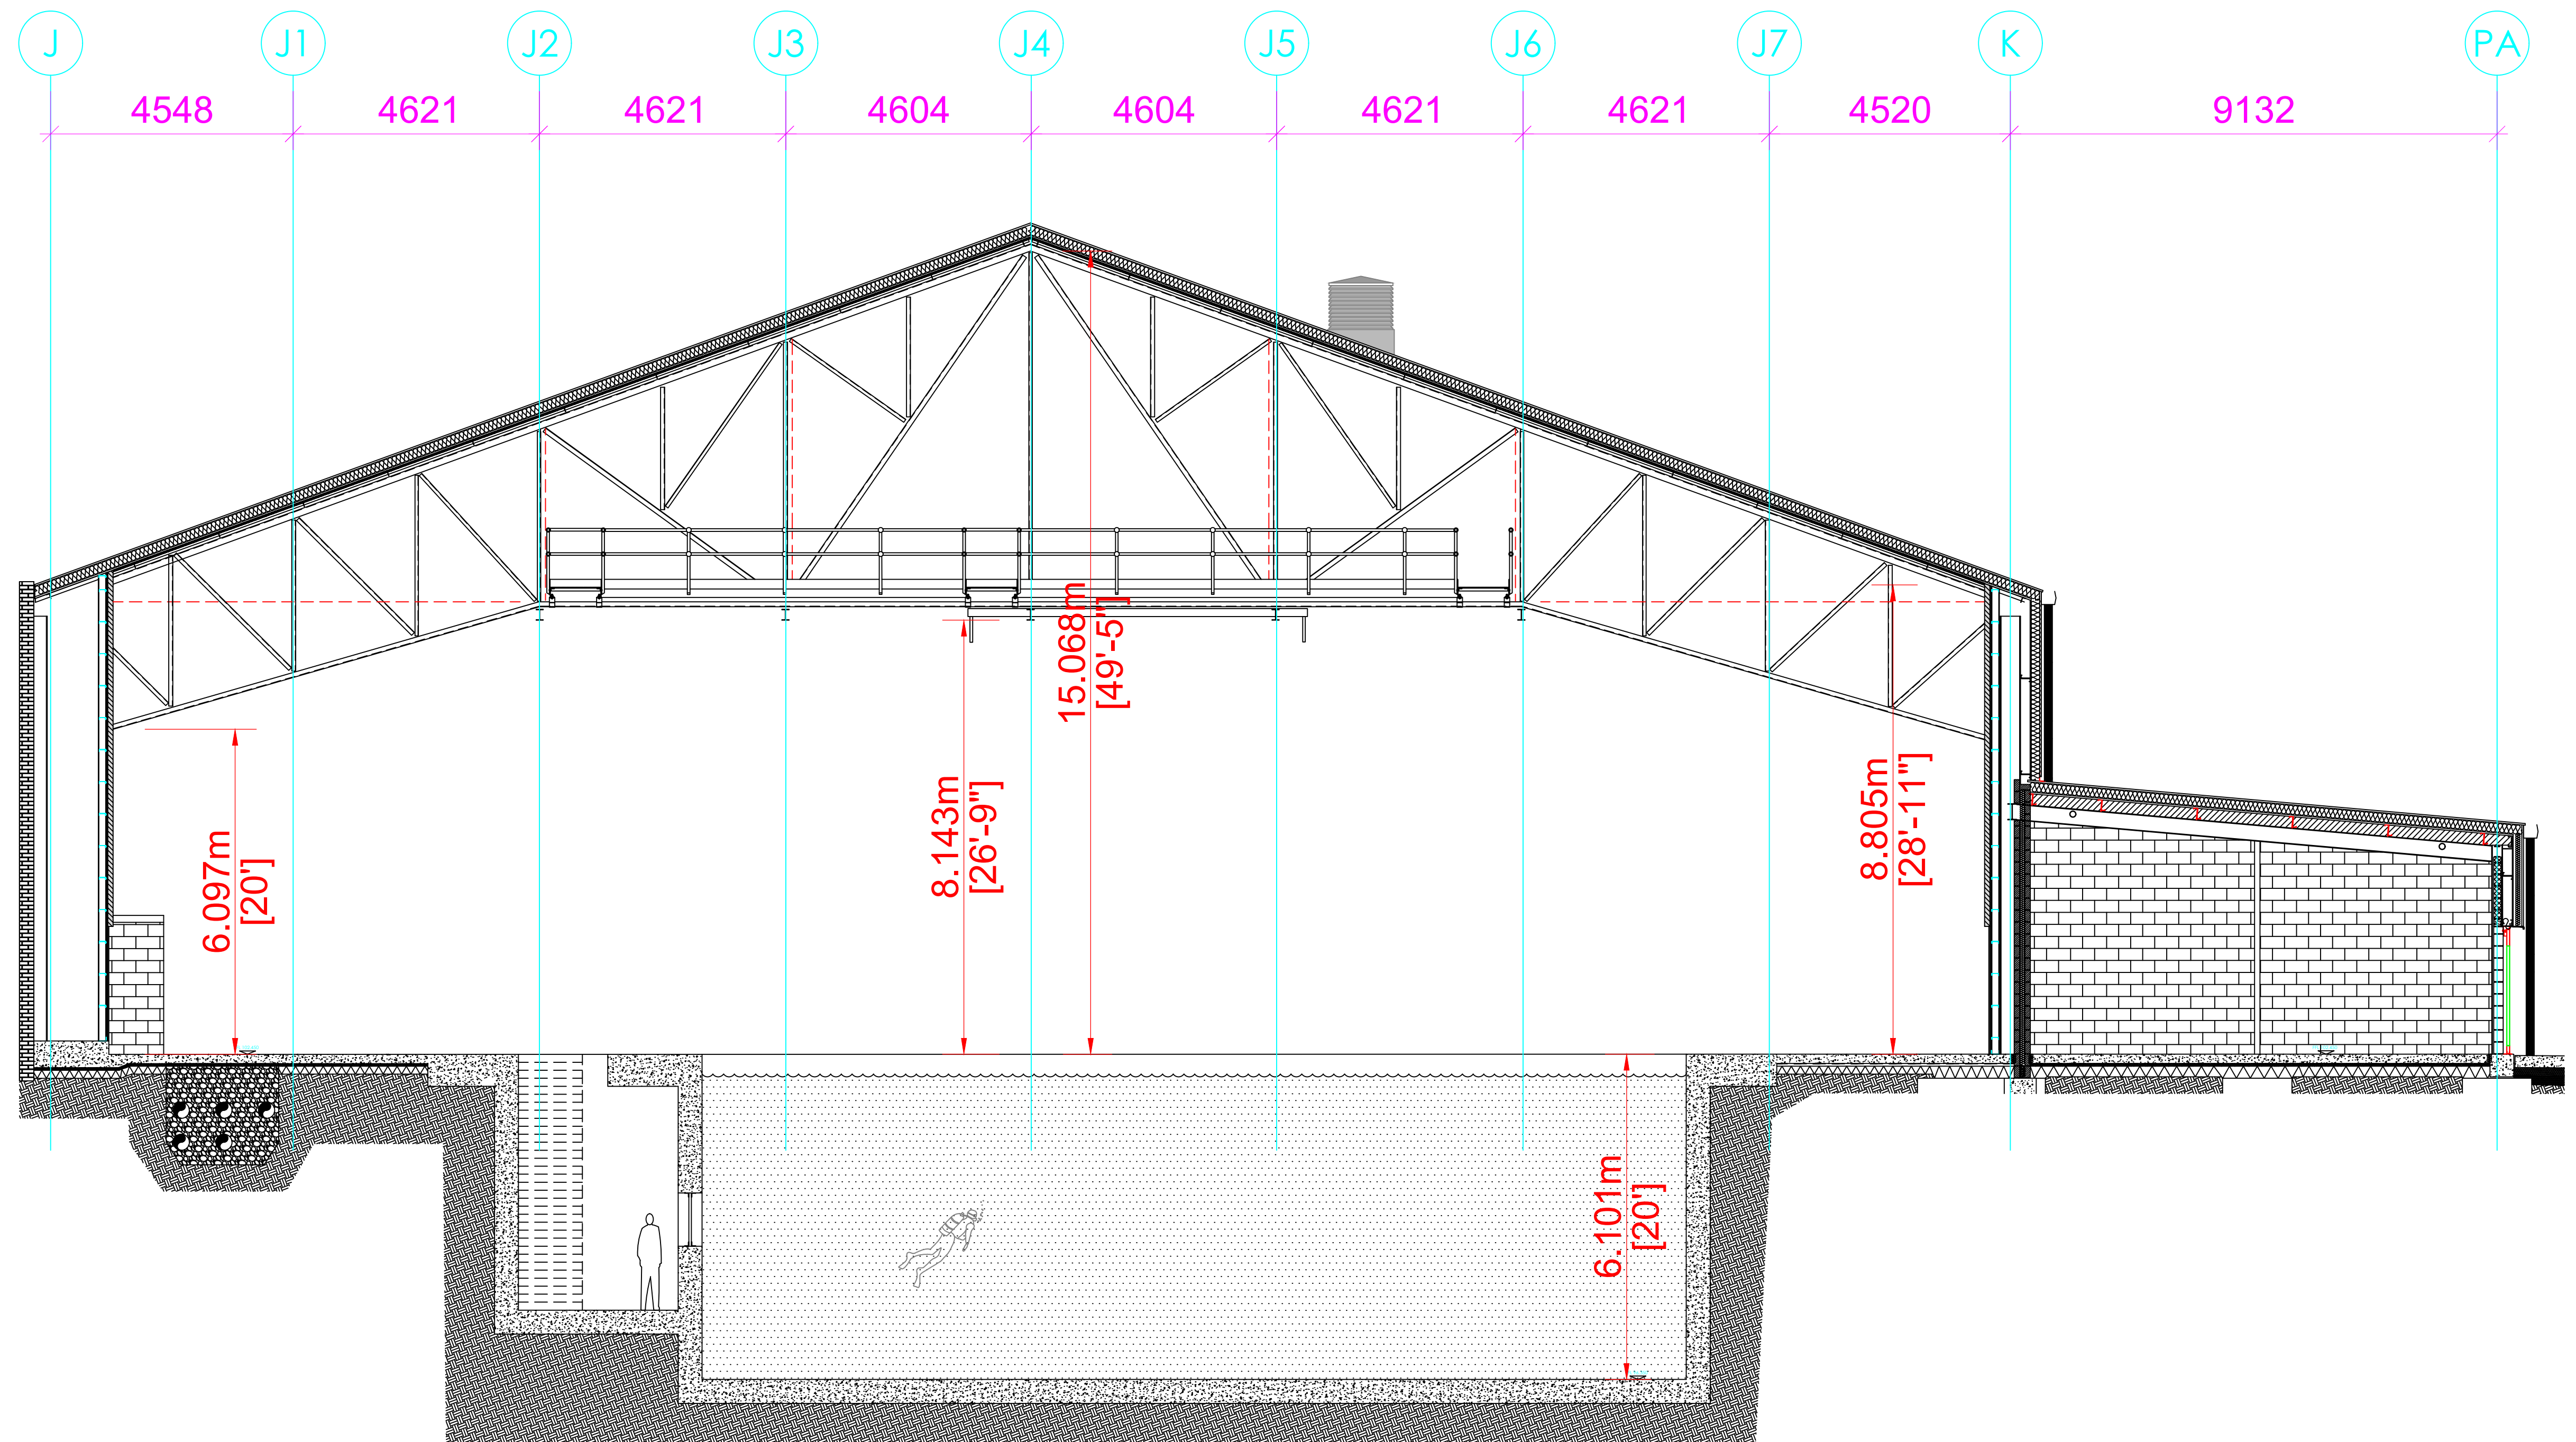 J J1 J2 J3 J4 J5 J6 J7 K PA
4548 4621 4621 4604 4604 4621 4621 4520 9132
15.068m
[49'-5"]
8.143m
[26'-9"]
8.805m
[28'-11"]
6.097m
[20']
6.101m
[20']